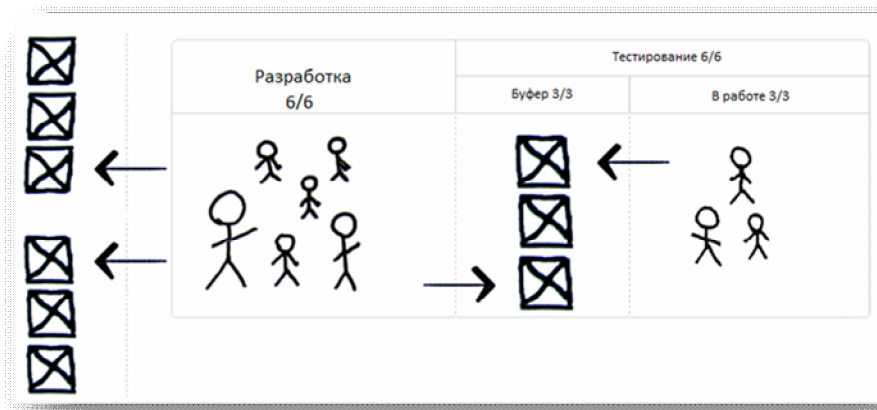 Разработка
6/6
Тестирование 6/6
Буфер 3/3
В работе 3/3